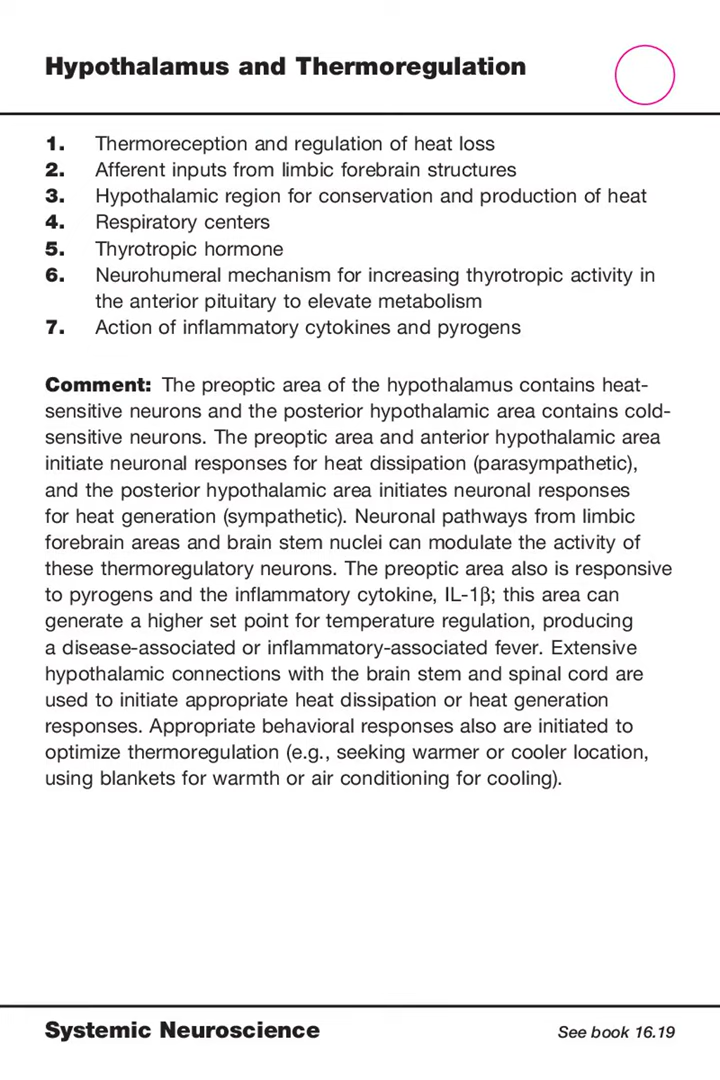 Hypothalamus and Thermoregulation
1. Thermoreception and regulation of heat loss
2. Afferent inputs from limbic forebrain structures
3. Hypothalamic region for conservation and production of heat
4. Respiratory centers
5. Thyrotropic hormone
6. Neurohumeral mechanism for increasing thyrotropic activity in
the anterior pituitary to elevate metabolism
7. Action of inflammatory cytokines and pyrogens
Comment: The preoptic area of the hypothalamus contains heat-
sensitive neurons and the posterior hypothalamic area contains cold-
sensitive neurons. The preoptic area and anterior hypothalamic area
initiate neuronal responses for heat dissipation (parasympathetic),
and the posterior hypothalamic area initiates neuronal responses
for heat generation (sympathetic). Neuronal pathways from limbic
forebrain areas and brain stem nuclei can modulate the activity of
these thermoregulatory neurons. The preoptic area also is responsive
to pyrogens and the inflammatory cytokine, IL-1β; this area can
generate a higher set point for temperature regulation, producing
a disease-associated or inflammatory-associated fever. Extensive
hypothalamic connections with the brain stem and spinal cord are
used to initiate appropriate heat dissipation or heat generation
responses. Appropriate behavioral responses also are initiated to
optimize thermoregulation (e.g., seeking warmer or cooler location,
using blankets for warmth or air conditioning for cooling).
Systemic Neuroscience
See book 16.19